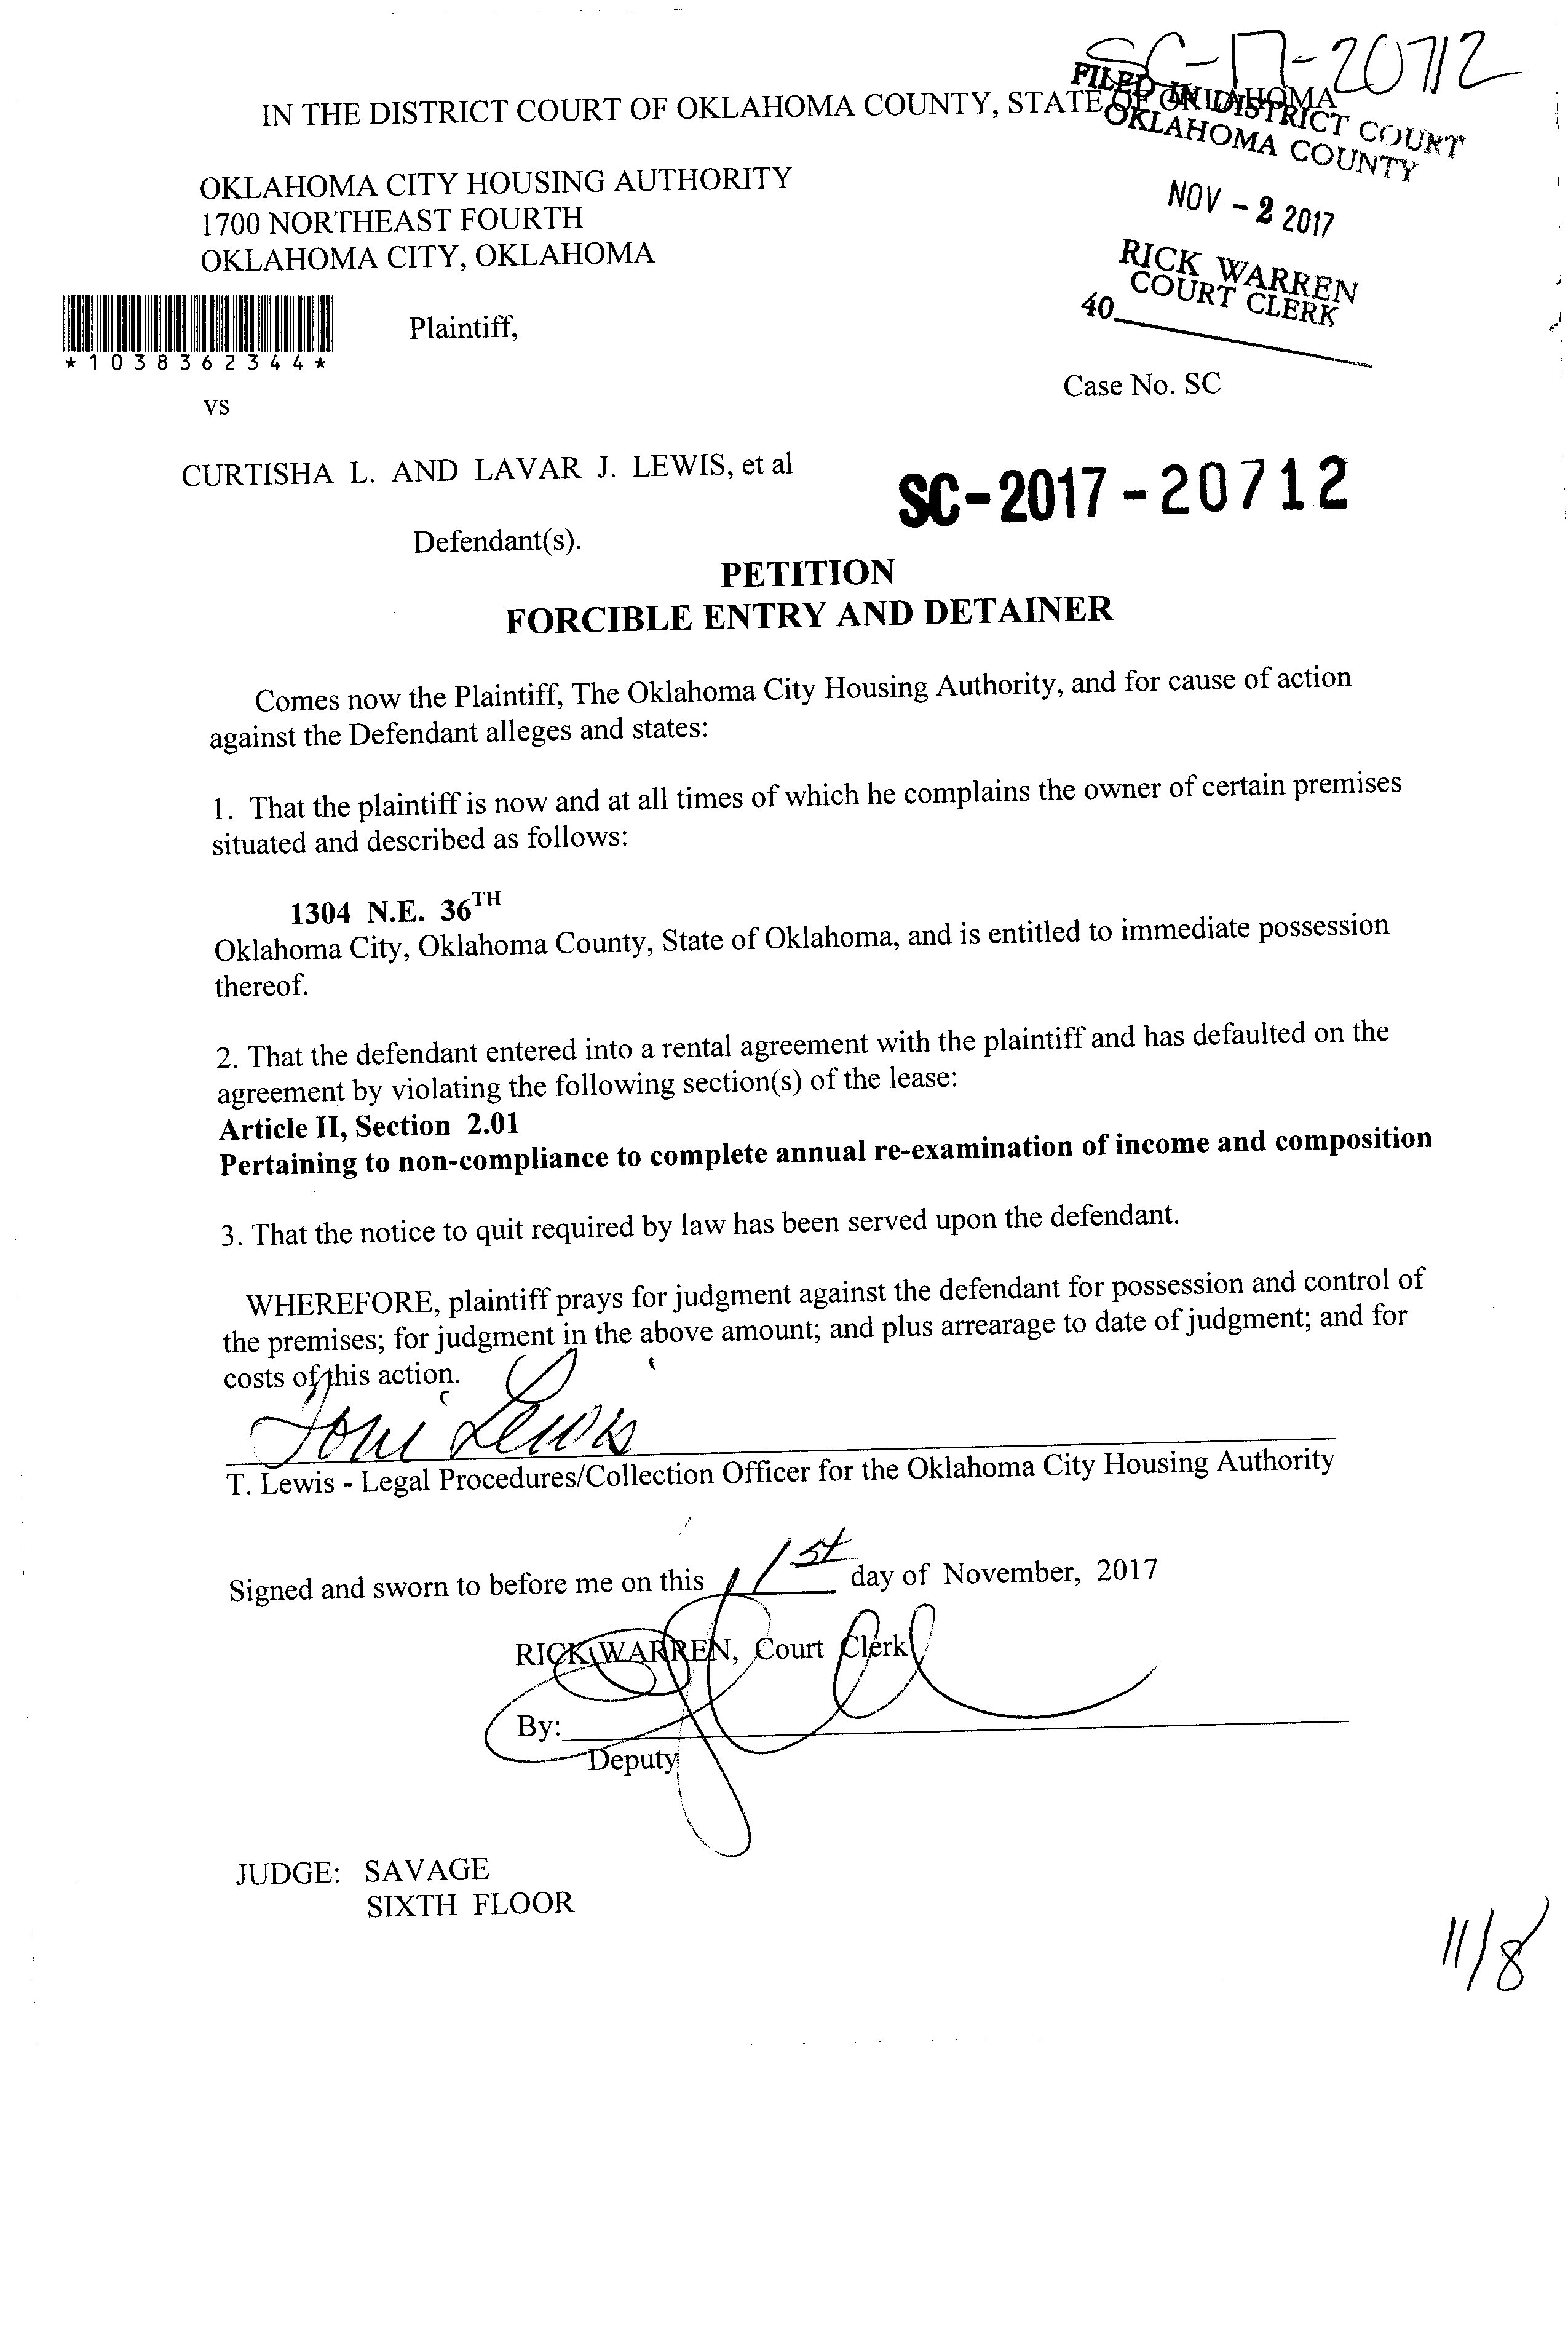 SC-17-20712
IN THE DISTRICT COURT OF OKLAHOMA COUNTY, STATE OF OKLAHOMA
FILED IN DISTRICT COURT
OKLAHOMA COUNTY
OKLAHOMA CITY HOUSING AUTHORITY
1700 NORTHEAST FOURTH
OKLAHOMA CITY, OKLAHOMA
NOV - 2 2017
RICK WARREN
COURT CLERK
40
*1038362344*
Plaintiff,
Case No. SC
vs
CURTISHA L. AND LAVAR J. LEWIS, et al
SC-2017-20712
Defendant(s).
PETITION
FORCIBLE ENTRY AND DETAINER
Comes now the Plaintiff, The Oklahoma City Housing Authority, and for cause of action
against the Defendant alleges and states:
1. That the plaintiff is now and at all times of which he complains the owner of certain premises
situated and described as follows:
1304 N.E. 36TH
Oklahoma City, Oklahoma County, State of Oklahoma, and is entitled to immediate possession
thereof.
2. That the defendant entered into a rental agreement with the plaintiff and has defaulted on the
agreement by violating the following section(s) of the lease:
Article II, Section 2.01
Pertaining to non-compliance to complete annual re-examination of income and composition
3. That the notice to quit required by law has been served upon the defendant.
WHEREFORE, plaintiff prays for judgment against the defendant for possession and control of
the premises; for judgment in the above amount; and plus arrearage to date of judgment; and for
costs of this action.
Toni Lewis
T. Lewis - Legal Procedures/Collection Officer for the Oklahoma City Housing Authority
Signed and sworn to before me on this 1st day of November, 2017
RICK WARREN, Court Clerk
By:
Deputy
JUDGE: SAVAGE
SIXTH FLOOR
11/8